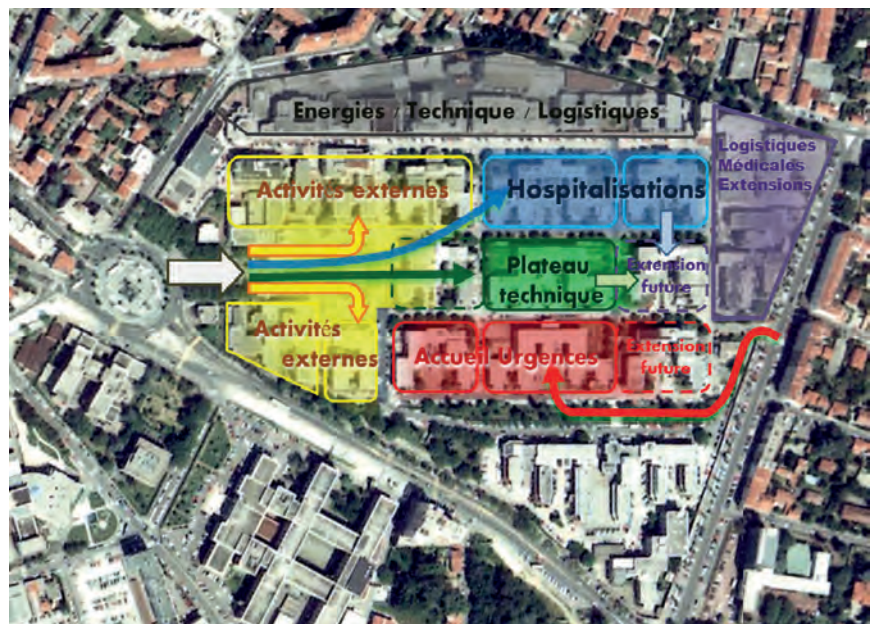 Energies / Technique / Logistiques
Logistiques
Médicales
Extensions
Activités externes
Hospitalisations
Plateau
technique
Extension
future
Activités
externes
Accueil Urgences
Extension
future